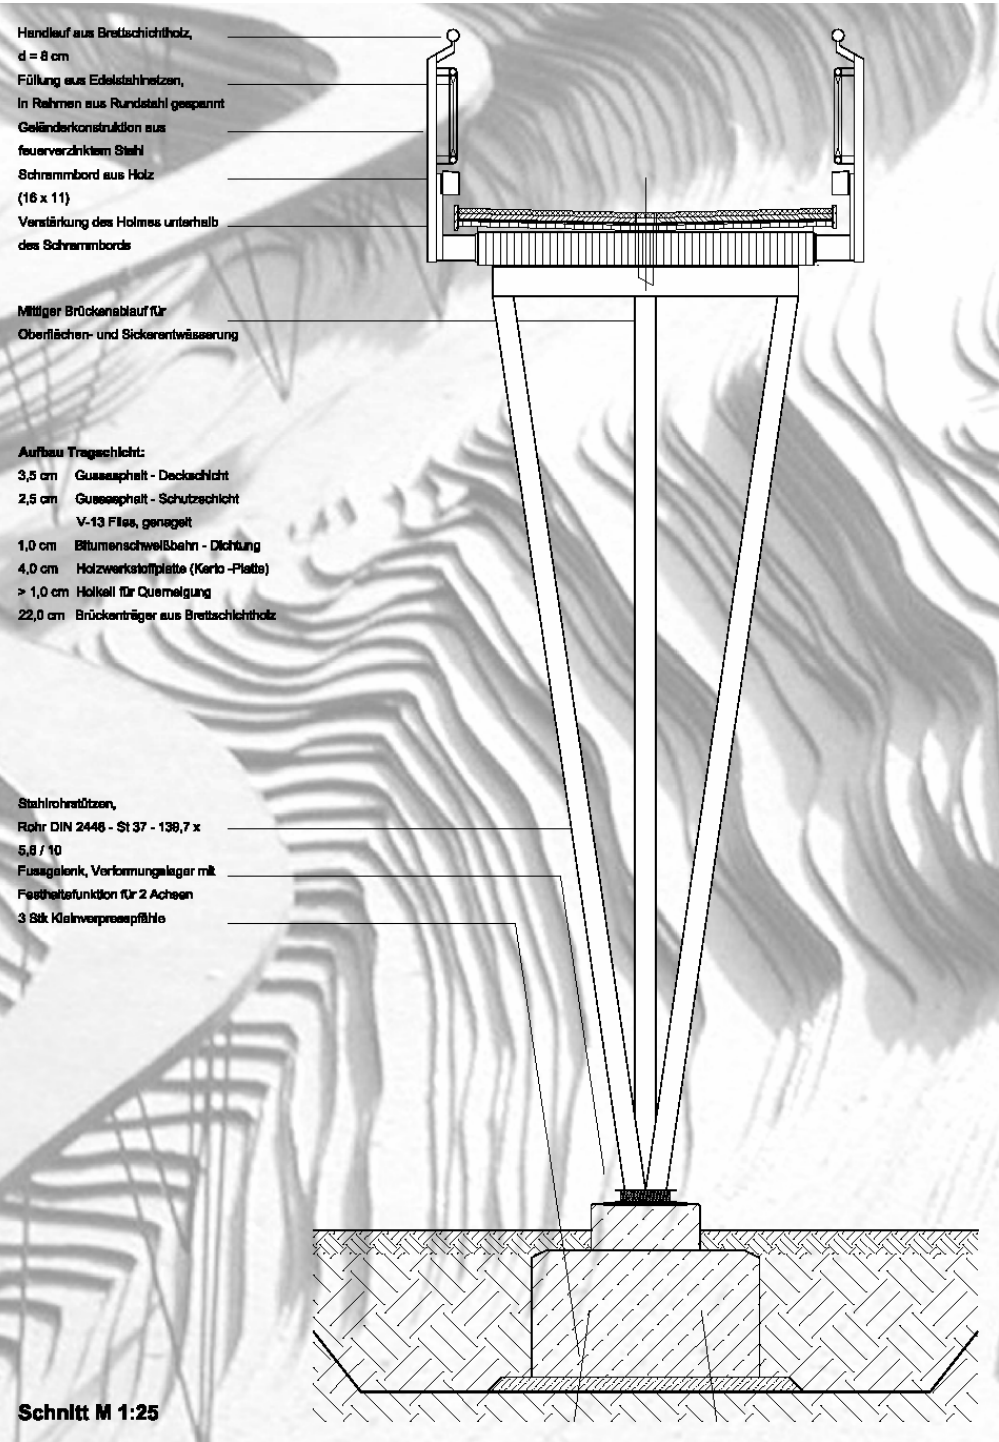 Handlauf aus Brettschichtholz,
d = 8 cm
Füllung aus Edelstahlnetzen,
in Rahmen aus Rundstahl gespannt
Geländerkonstruktion aus
feuerverzinktem Stahl
Schrammbord aus Holz
(16 x 11)
Verstärkung des Holmes unterhalb
des Schrammbords
Mittiger Brückenablauf für
Oberflächen- und Sickerentwässerung
Aufbau Tragschicht:
3,5 cm Gussasphalt - Deckschicht
2,5 cm Gussasphalt - Schutzschicht
V-13 Flies, genagelt
1,0 cm Bitumenschweißbahn - Dichtung
4,0 cm Holzwerkstoffplatte (Kerto -Platte)
> 1,0 cm Holkeil für Querneigung
22,0 cm Brückenträger aus Brettschichtholz
Stahlrohrstützen,
Rohr DIN 2448 - St 37 - 139,7 x
5,6 / 10
Fussgelenk, Verformungslager mit
Festhaltefunktion für 2 Achsen
3 Stk Kleinverpresspfähle
Schnitt M 1:25